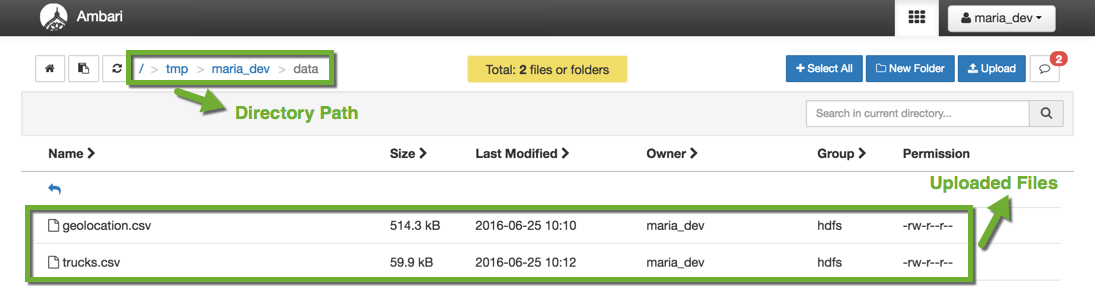 Ambari
maria_dev
/ > tmp > maria_dev > data
Total: 2 files or folders
+ Select All
New Folder
Upload
2
Directory Path
Search in current directory...
Name > Size > Last Modified > Owner > Group > Permission
Uploaded Files
geolocation.csv 514.3 kB 2016-06-25 10:10 maria_dev hdfs -rw-r--r--
trucks.csv 59.9 kB 2016-06-25 10:12 maria_dev hdfs -rw-r--r--